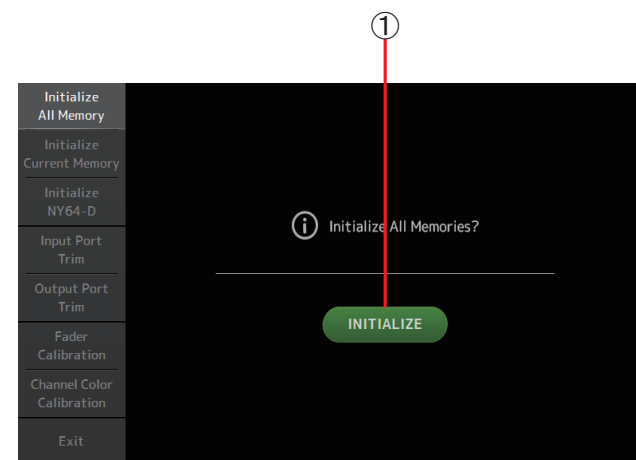 ①
Initialize
All Memory
Initialize
Current Memory
Initialize
NY64-D
Input Port
Trim
Output Port
Trim
Fader
Calibration
Channel Color
Calibration
Exit
Initialize All Memories?
INITIALIZE